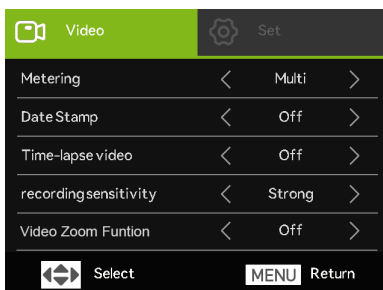 Video Set
Metering Multi
Date Stamp Off
Time-lapse video Off
recording sensitivity Strong
Video Zoom Funtion Off
Select MENU Return